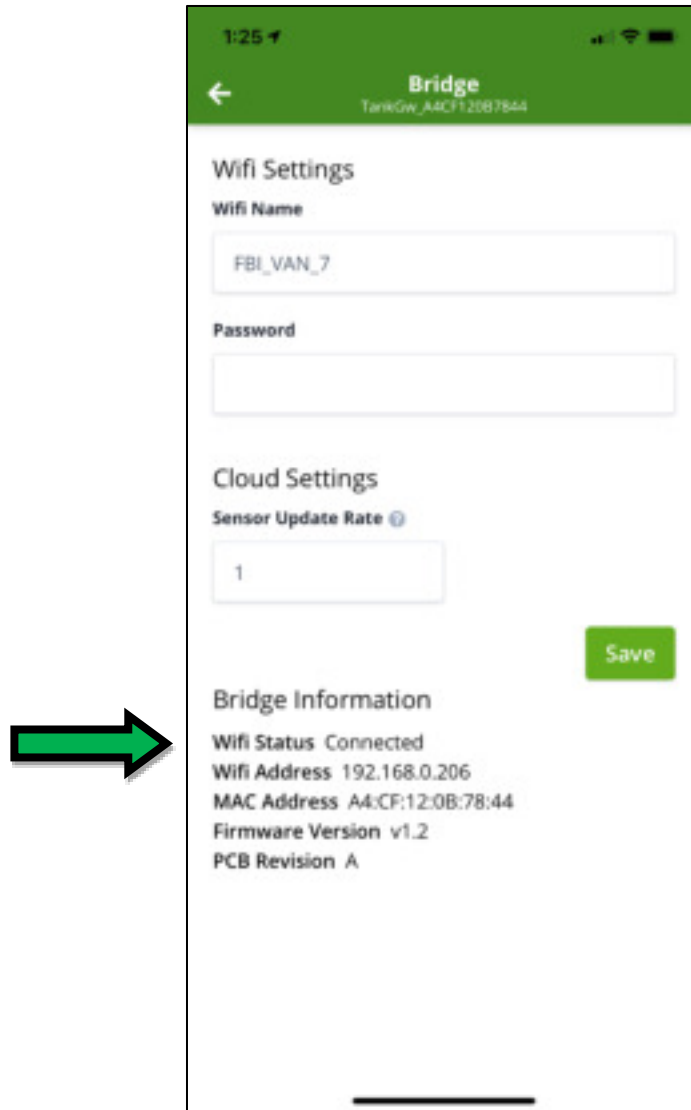 1:25
Bridge
TankGw_A4CF120B7844
Wifi Settings
Wifi Name
FBI_VAN_7
Password
Cloud Settings
Sensor Update Rate
1
Save
Bridge Information
Wifi Status Connected
Wifi Address 192.168.0.206
MAC Address A4:CF:12:0B:78:44
Firmware Version v1.2
PCB Revision A